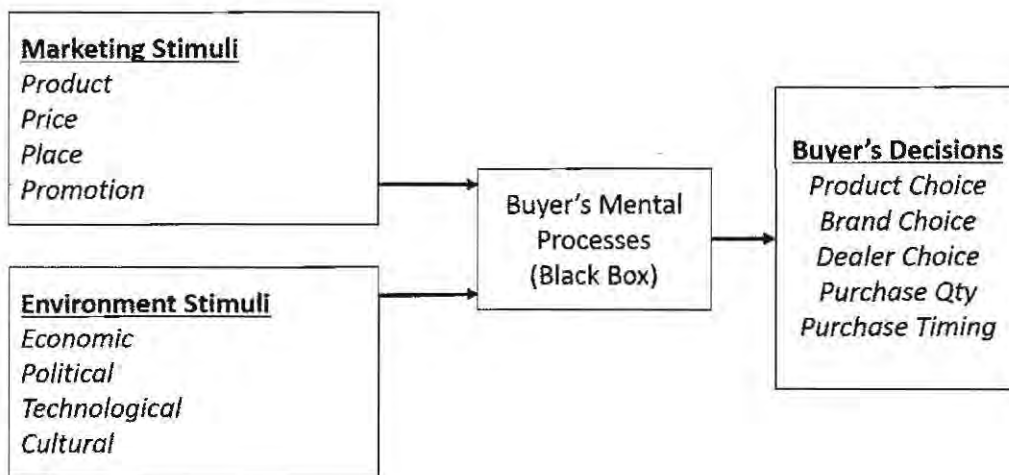 Marketing Stimuli
Product
Price
Place
Promotion
Environment Stimuli
Economic
Political
Technological
Cultural
Buyer's Mental
Processes
(Black Box)
Buyer's Decisions
Product Choice
Brand Choice
Dealer Choice
Purchase Qty
Purchase Timing